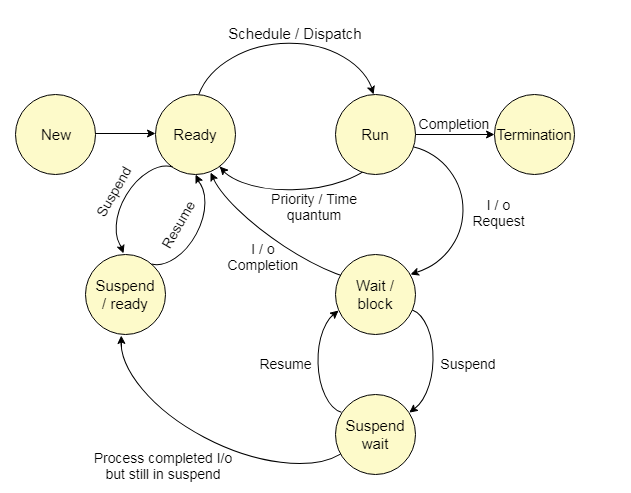 Schedule / Dispatch
New
Ready
Run
Completion
Termination
Suspend
Resume
Priority / Time
quantum
I / o
Request
I / o
Completion
Suspend
/ ready
Wait /
block
Resume
Suspend
Suspend
wait
Process completed I/o
but still in suspend